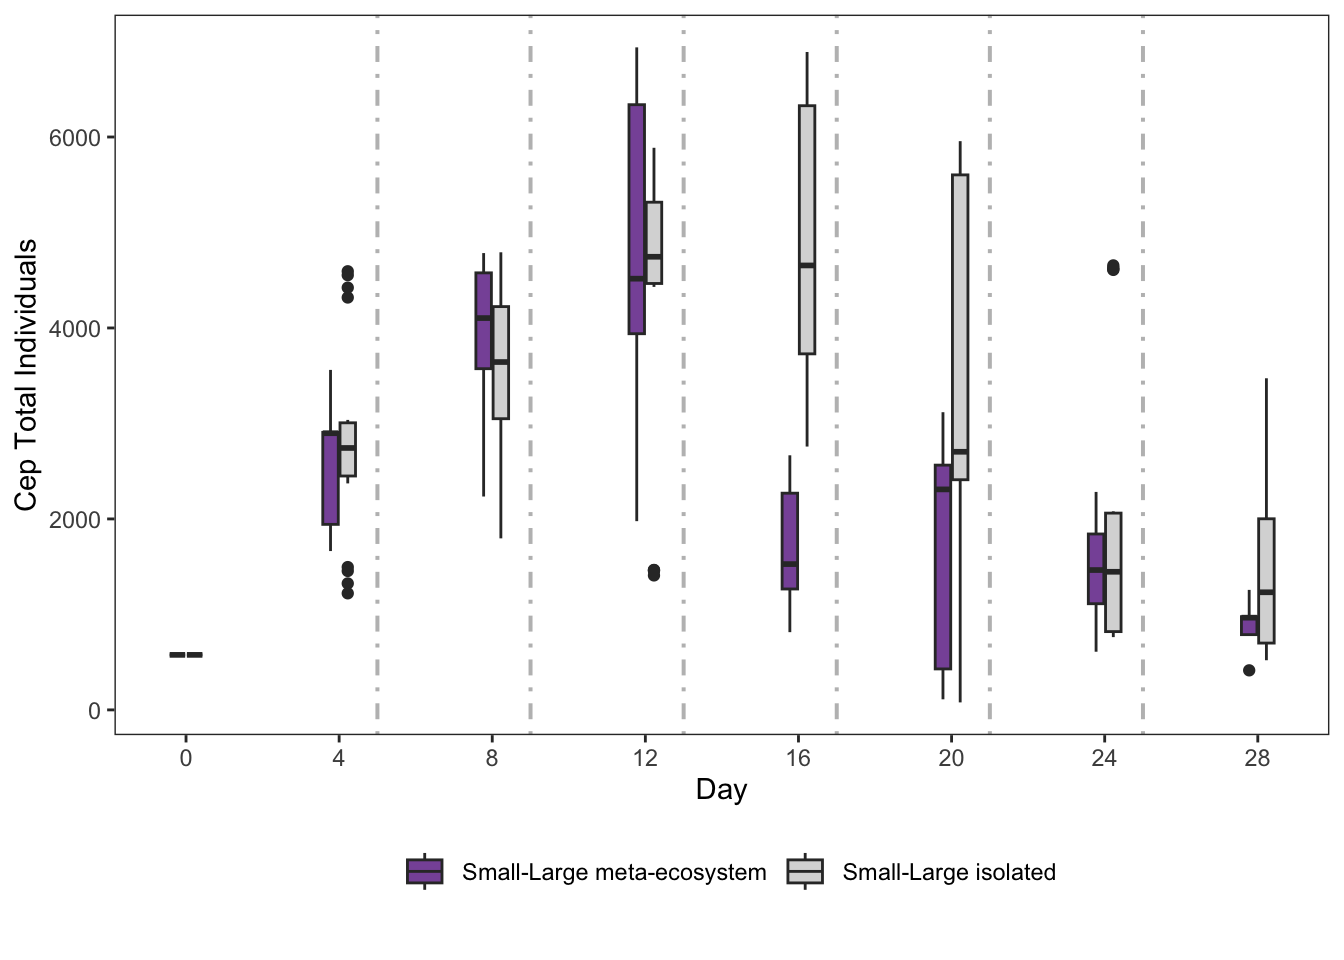 Cep Total Individuals
6000
4000
2000
0
0 4 8 12 16 20 24 28
Day
Small-Large meta-ecosystem Small-Large isolated